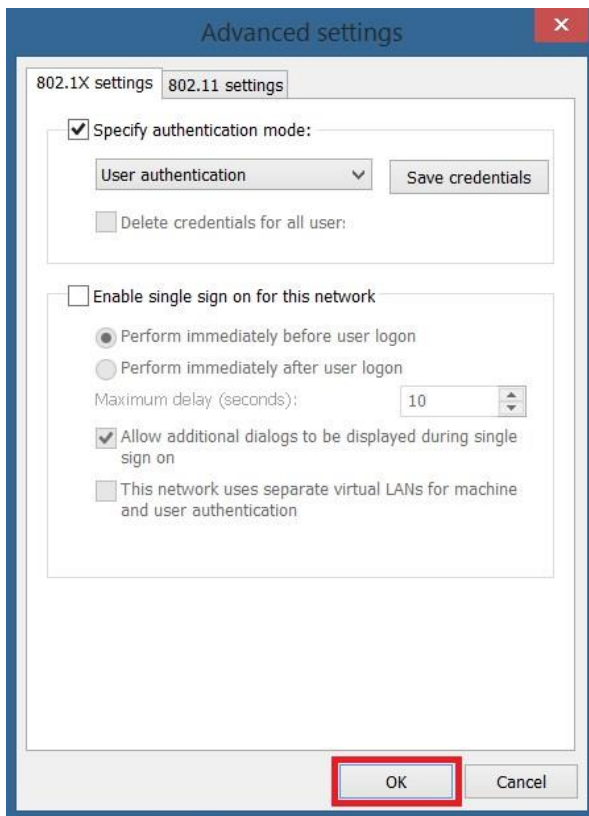 Advanced settings
802.1X settings
802.11 settings
Specify authentication mode:
User authentication
Save credentials
Delete credentials for all user:
Enable single sign on for this network
Perform immediately before user logon
Perform immediately after user logon
Maximum delay (seconds):
10
Allow additional dialogs to be displayed during single
sign on
This network uses separate virtual LANs for machine
and user authentication
OK
Cancel